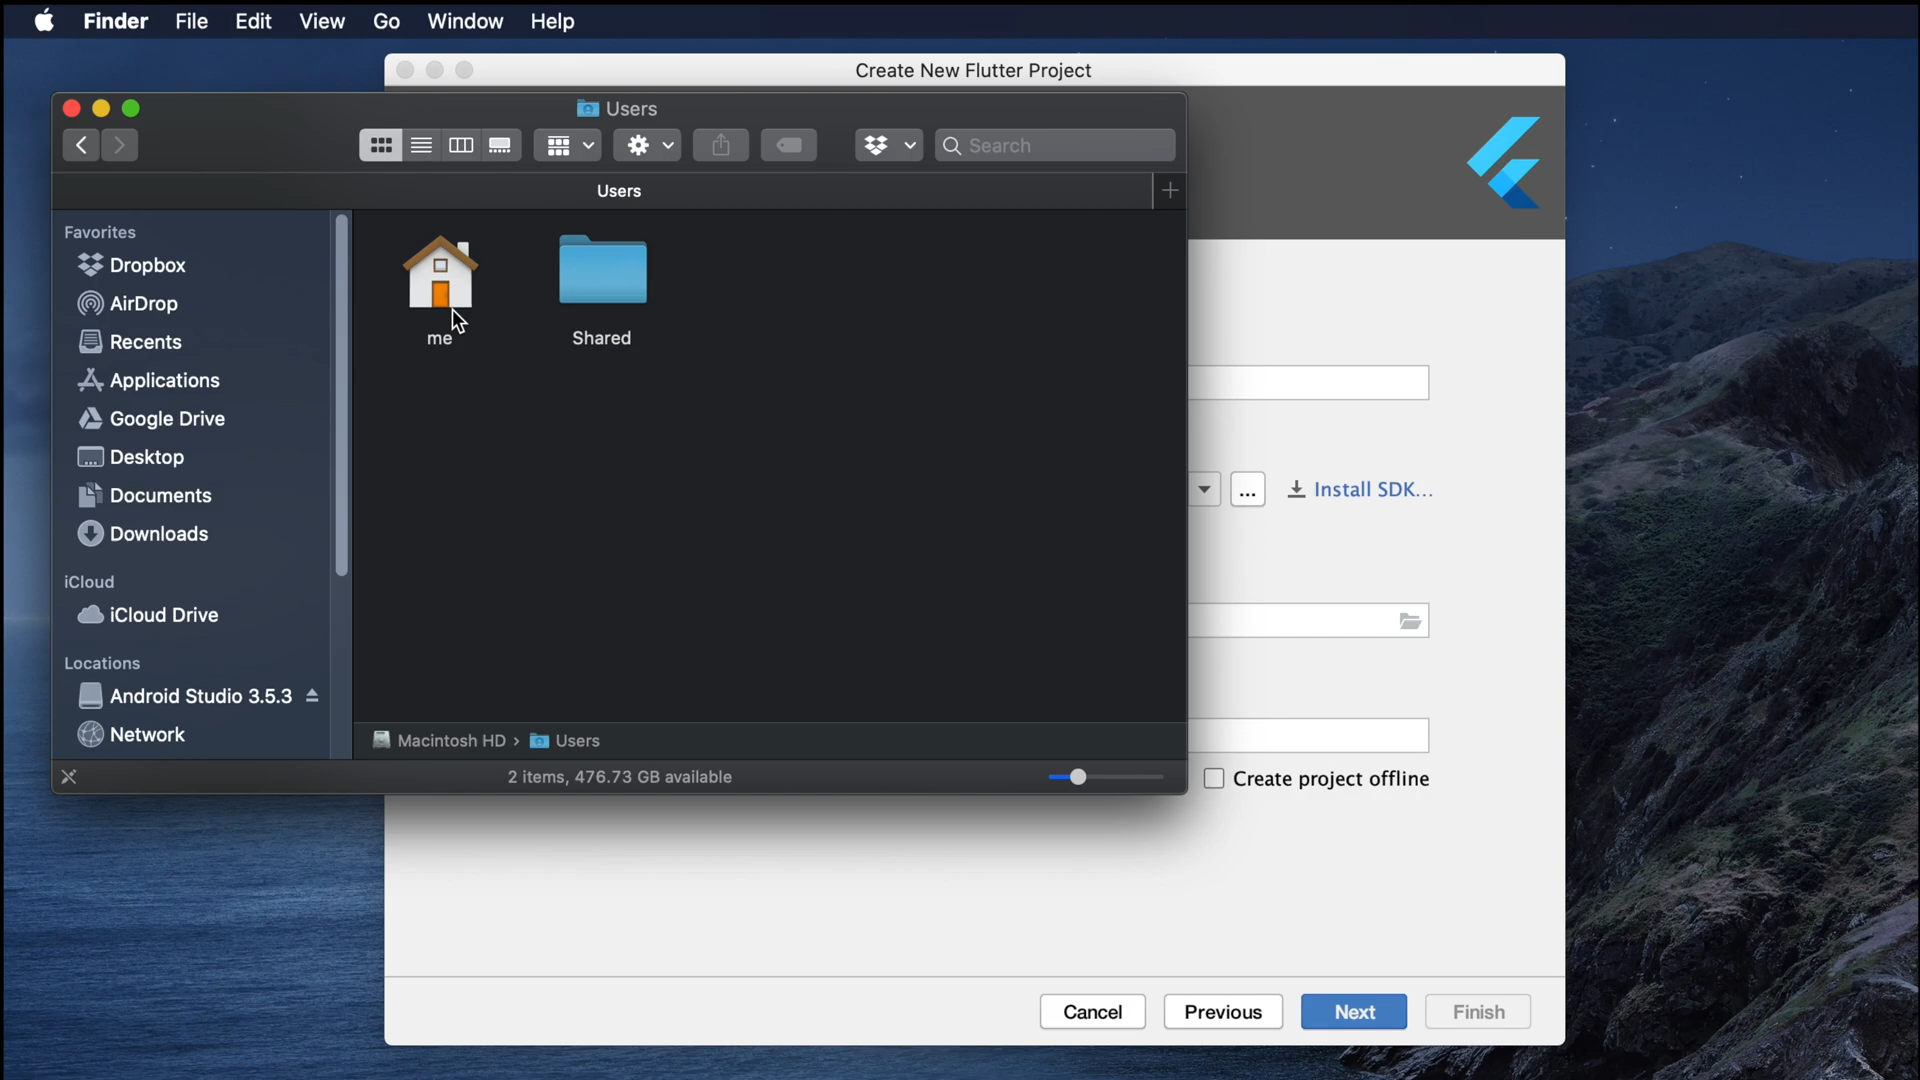 Finder File Edit View Go Window Help
Create New Flutter Project
Users
Search
Users
Favorites
Dropbox
AirDrop
Recents
Applications
Google Drive
Desktop
Documents
Downloads
iCloud
iCloud Drive
Locations
Android Studio 3.5.3
Network
me
Shared
Macintosh HD › Users
2 items, 476.73 GB available
... Install SDK...
Create project offline
Cancel Previous Next Finish